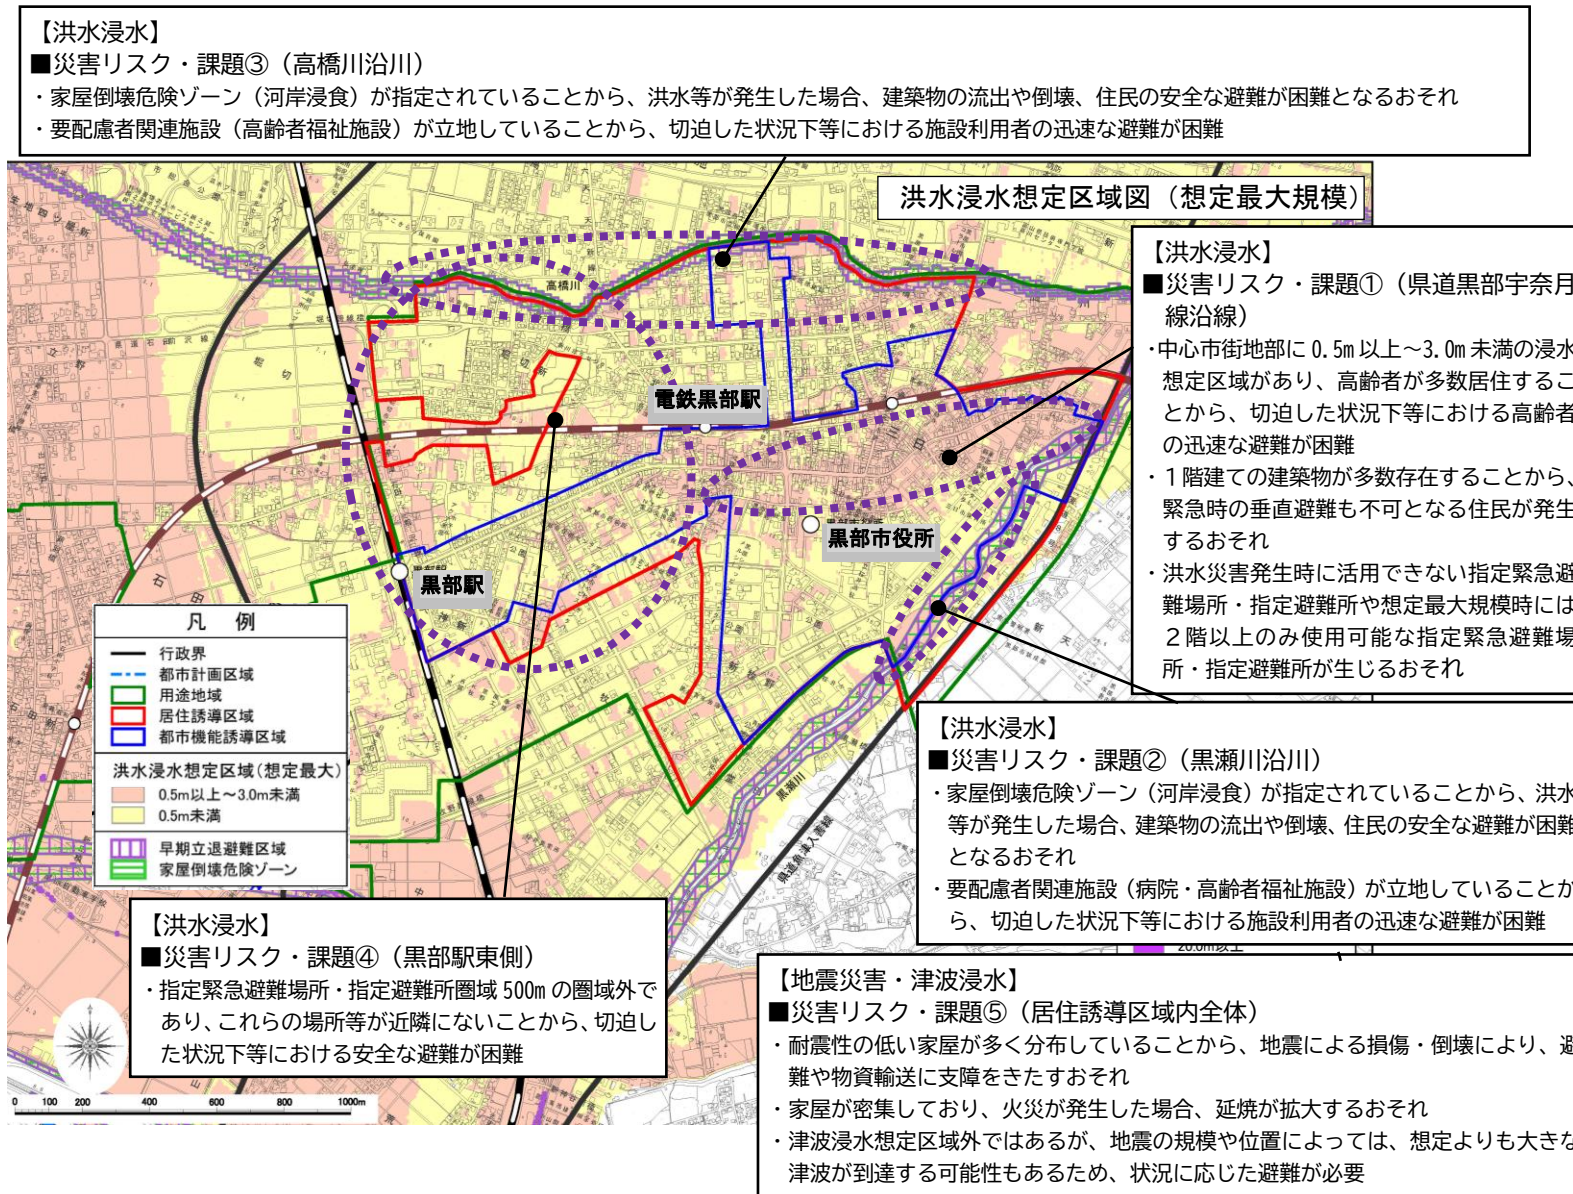 【洪水浸水】
■災害リスク・課題③（高橋川沿川）
・家屋倒壊危険ゾーン（河岸浸食）が指定されていることから、洪水等が発生した場合、建築物の流出や倒壊、住民の安全な避難が困難となるおそれ
・要配慮者関連施設（高齢者福祉施設）が立地していることから、切迫した状況下等における施設利用者の迅速な避難が困難
洪水浸水想定区域図（想定最大規模）
【洪水浸水】
■災害リスク・課題①（県道黒部宇奈月
線沿線）
・中心市街地部に 0.5m 以上～3.0m 未満の浸水
想定区域があり、高齢者が多数居住するこ
とから、切迫した状況下等における高齢者
の迅速な避難が困難
・１階建ての建築物が多数存在することから、
緊急時の垂直避難も不可となる住民が発生
するおそれ
・洪水災害発生時に活用できない指定緊急避
難場所・指定避難所や想定最大規模時には
２階以上のみ使用可能な指定緊急避難場
所・指定避難所が生じるおそれ
高橋川
電鉄黒部駅
黒部市役所
黒部駅
黒瀬川
県道魚津入善線
凡　例
行政界
都市計画区域
用途地域
居住誘導区域
都市機能誘導区域
洪水浸水想定区域(想定最大)
0.5m以上～3.0m未満
0.5m未満
早期立退避難区域
家屋倒壊危険ゾーン
【洪水浸水】
■災害リスク・課題②（黒瀬川沿川）
・家屋倒壊危険ゾーン（河岸浸食）が指定されていることから、洪水
等が発生した場合、建築物の流出や倒壊、住民の安全な避難が困難
となるおそれ
・要配慮者関連施設（病院・高齢者福祉施設）が立地していることか
ら、切迫した状況下等における施設利用者の迅速な避難が困難
20.0m以上
【洪水浸水】
■災害リスク・課題④（黒部駅東側）
・指定緊急避難場所・指定避難所圏域 500m の圏域外で
あり、これらの場所等が近隣にないことから、切迫し
た状況下等における安全な避難が困難
0 100 200 400 600 800 1000m
【地震災害・津波浸水】
■災害リスク・課題⑤（居住誘導区域内全体）
・耐震性の低い家屋が多く分布していることから、地震による損傷・倒壊により、避
難や物資輸送に支障をきたすおそれ
・家屋が密集しており、火災が発生した場合、延焼が拡大するおそれ
・津波浸水想定区域外ではあるが、地震の規模や位置によっては、想定よりも大きな
津波が到達する可能性もあるため、状況に応じた避難が必要